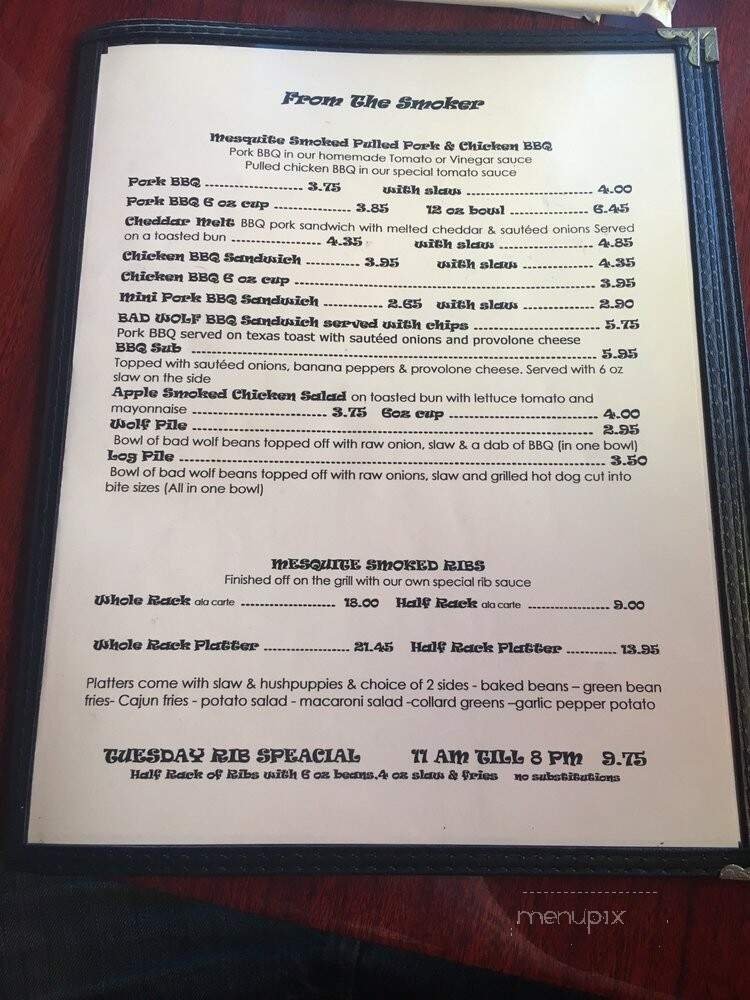 From The Smoker
Mesquite Smoked Pulled Pork & Chicken BBQ
Pork BBQ in our homemade Tomato or Vinegar sauce
Pulled chicken BBQ in our special tomato sauce
Pork BBQ ........................ 3.75 with slaw .............................. 4.00
Pork BBQ 6 oz cup .................. 3.85 12 oz bowl ................... 6.45
Cheddar Melt BBQ pork sandwich with melted cheddar & sautéed onions Served
on a toasted bun ...................... 4.35 with slaw ......................... 4.85
Chicken BBQ Sandwich .................... 3.95 with slaw .................... 4.35
Chicken BBQ 6 oz cup ........................................................................ 3.95
Mini Pork BBQ Sandwich .............. 2.65 with slaw .................. 2.90
BAD WOLF BBQ Sandwich served with chips ............................... 5.75
Pork BBQ served on texas toast with sautéed onions and provolone cheese
BBQ Sub .................................................................................................. 5.95
Topped with sautéed onions, banana peppers & provolone cheese. Served with 6 oz
slaw on the side
Apple Smoked Chicken Salad on toasted bun with lettuce tomato and
mayonnaise ................................ 3.75 6oz cup ................................... 4.00
Wolf Pile .................................................................................................. 2.95
Bowl of bad wolf beans topped off with raw onion, slaw & a dab of BBQ (in one bowl)
Log Pile ..................................................................................................... 3.50
Bowl of bad wolf beans topped off with raw onions, slaw and grilled hot dog cut into
bite sizes (All in one bowl)
MESQUITE SMOKED RIBS
Finished off on the grill with our own special rib sauce
Whole Rack ala carte ...................... 18.00 Half Rack ala carte ................... 9.00
Whole Rack Platter .................... 21.45 Half Rack Platter ............ 13.95
Platters come with slaw & hushpuppies & choice of 2 sides - baked beans – green bean
fries- Cajun fries - potato salad - macaroni salad -collard greens –garlic pepper potato
TUESDAY RIB SPEACIAL 11 AM TILL 8 PM 9.75
Half Rack of Ribs with 6 oz beans,4 oz slaw & fries no substitutions
menupix